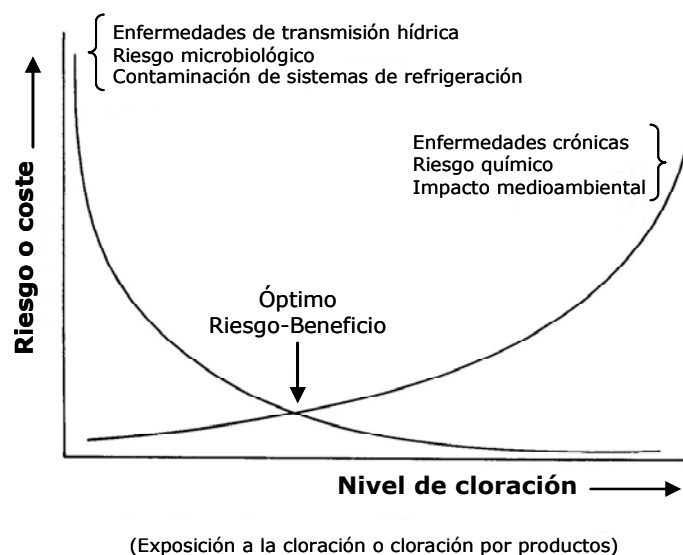 Enfermedades de transmisión hídrica
Riesgo microbiológico
Contaminación de sistemas de refrigeración
Enfermedades crónicas
Riesgo químico
Impacto medioambiental
Riesgo o coste
Óptimo
Riesgo-Beneficio
Nivel de cloración
(Exposición a la cloración o cloración por productos)